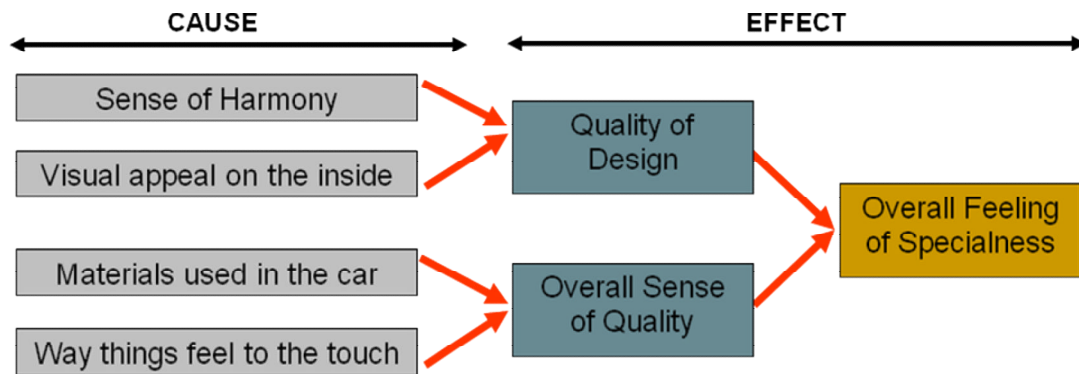 CAUSE
EFFECT
Sense of Harmony
Visual appeal on the inside
Materials used in the car
Way things feel to the touch
Quality of
Design
Overall Sense
of Quality
Overall Feeling
of Specialness